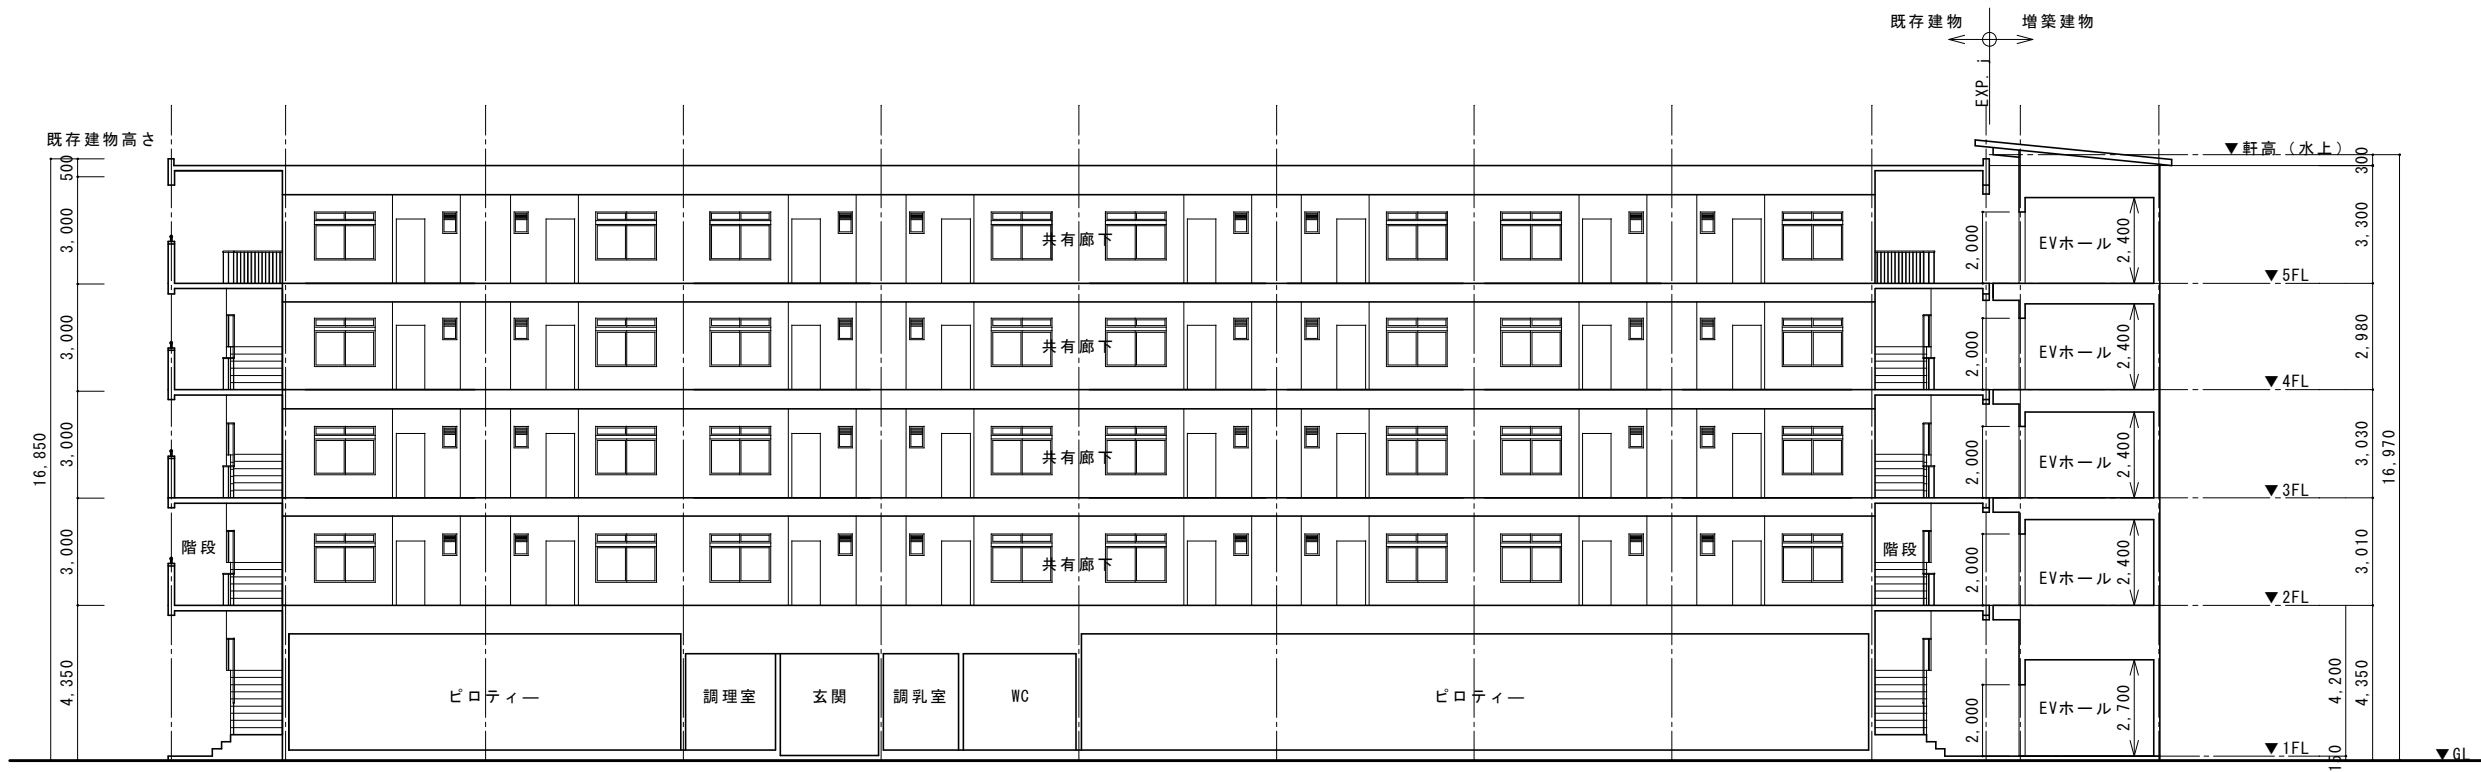 既存建物 増築建物
EXP. j
既存建物高さ
▼軒高（水上）
500
300
3,000
共有廊下
2,000
EVホール
2,400
3,300
▼5FL
3,000
共有廊下
2,000
EVホール
2,400
2,980
▼4FL
16,850
3,000
共有廊下
2,000
EVホール
2,400
3,030
16,970
▼3FL
3,000
階段
共有廊下
階段
2,000
EVホール
2,400
3,010
▼2FL
4,350
ピロティー
調理室
玄関
調乳室
WC
ピロティー
2,000
EVホール
2,700
4,200
4,350
▼1FL
150
▼GL